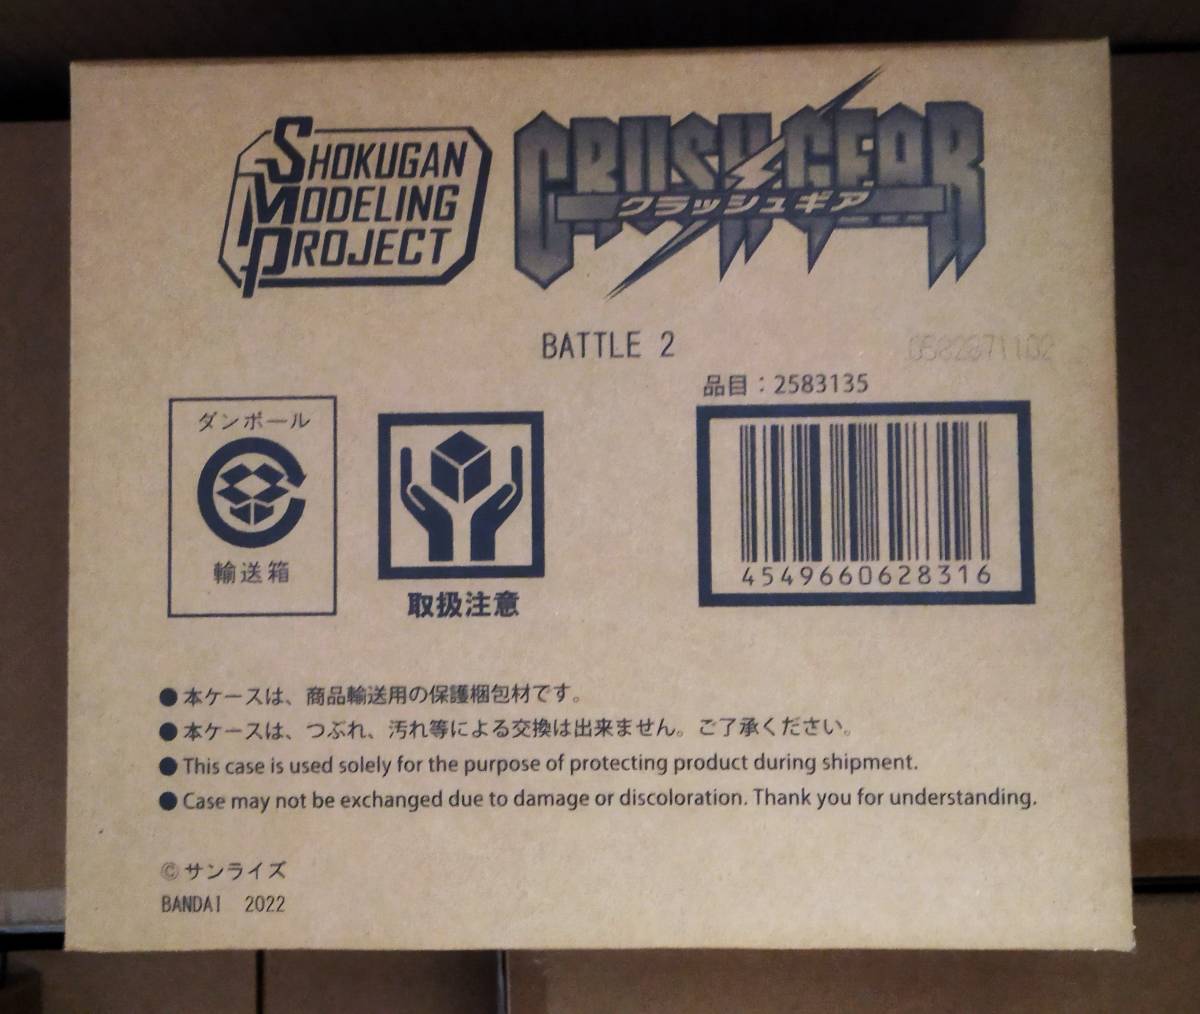 SHOKUGAN
MODELING
PROJECT
CRUSH GEAR
クラッシュギア
BATTLE 2
品目：2583135
4549660628316
ダンボール
輸送箱
取扱注意
●本ケースは、商品輸送用の保護梱包材です。
●本ケースは、つぶれ、汚れ等による交換は出来ません。ご了承ください。
●This case is used solely for the purpose of protecting product during shipment.
●Case may not be exchanged due to damage or discoloration. Thank you for understanding.
©サンライズ
BANDAI 2022